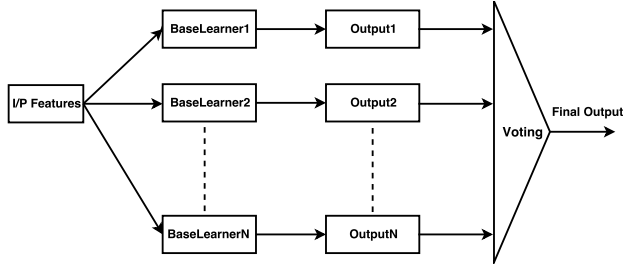 BaseLearner1
Output1
I/P Features
BaseLearner2
Output2
Final Output
Voting
BaseLearnerN
OutputN